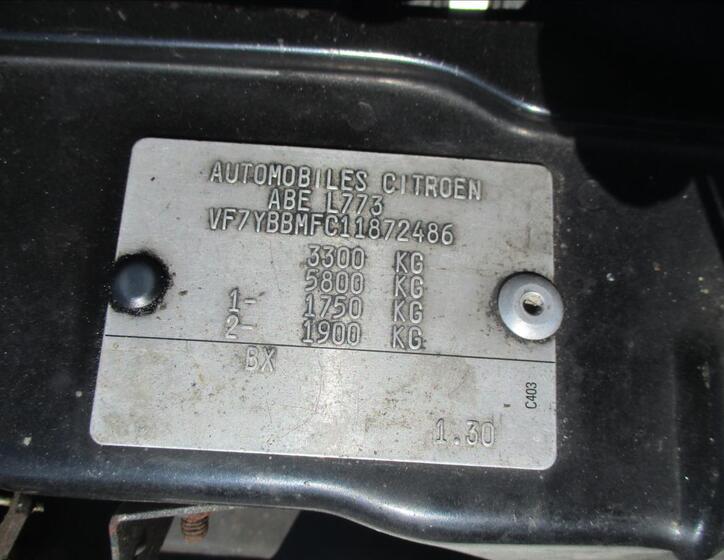 AUTOMOBILES CITROEN
ABE L773
VF7YBBMFC11872486
3300 KG
5800 KG
1- 1750 KG
2- 1900 KG
BX
C403
1.30